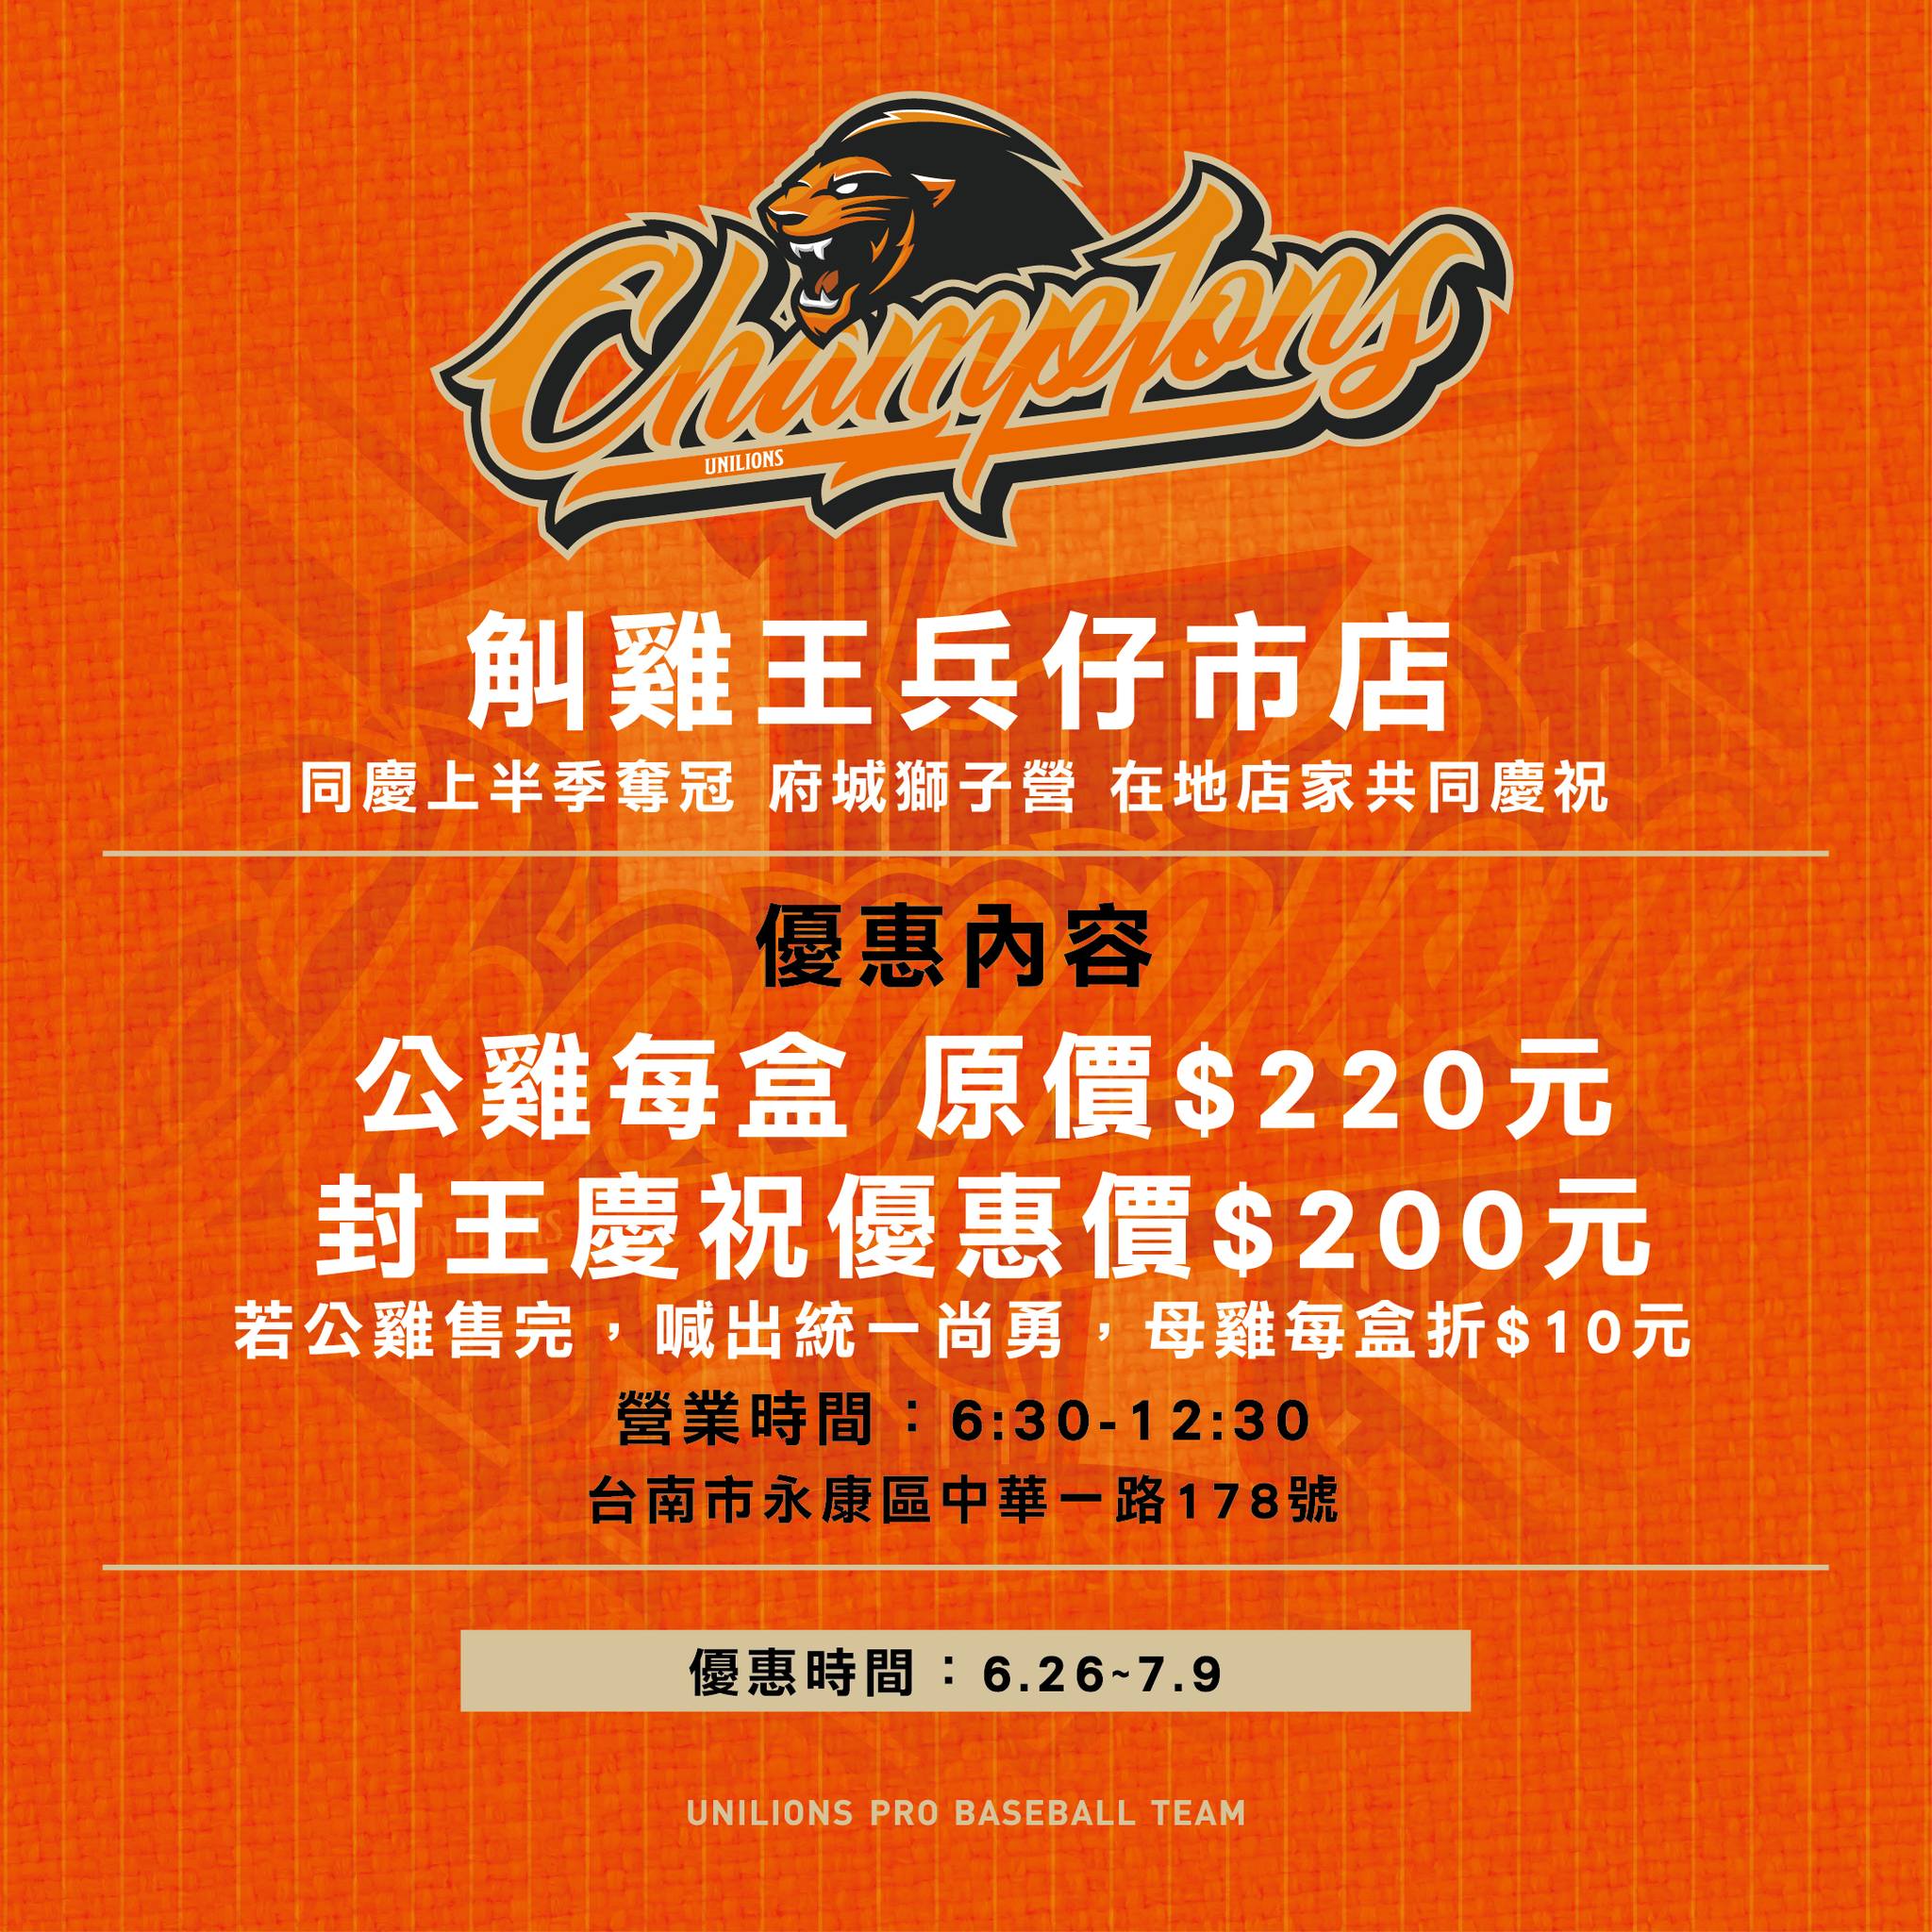 Champ1ons
UNILIONS
觓雞王兵仔市店
同慶上半季奪冠 府城獅子營 在地店家共同慶祝
優惠內容
公雞每盒 原價$220元
封王慶祝優惠價$200元
若公雞售完,喊出統一尚勇,母雞每盒折$10元
營業時間:6:30-12:30
台南市永康區中華一路178號
優惠時間:6.26~7.9
UNILIONS PRO BASEBALL TEAM